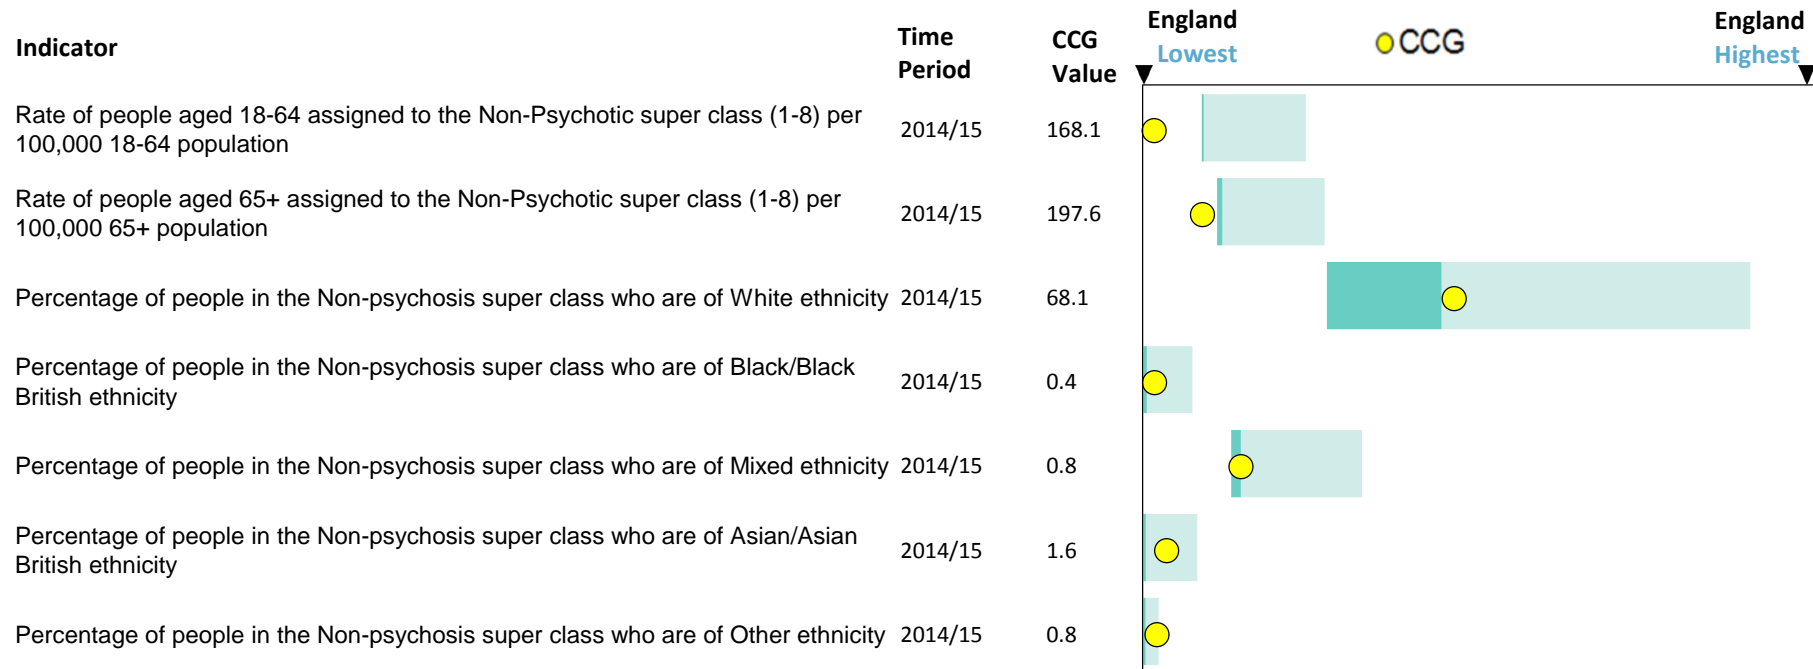 Indicator
Time
Period
CCG
Value
England
Lowest
CCG
England
Highest
Rate of people aged 18-64 assigned to the Non-Psychotic super class (1-8) per
100,000 18-64 population
2014/15
168.1
Rate of people aged 65+ assigned to the Non-Psychotic super class (1-8) per
100,000 65+ population
2014/15
197.6
Percentage of people in the Non-psychosis super class who are of White ethnicity
2014/15
68.1
Percentage of people in the Non-psychosis super class who are of Black/Black
British ethnicity
2014/15
0.4
Percentage of people in the Non-psychosis super class who are of Mixed ethnicity
2014/15
0.8
Percentage of people in the Non-psychosis super class who are of Asian/Asian
British ethnicity
2014/15
1.6
Percentage of people in the Non-psychosis super class who are of Other ethnicity
2014/15
0.8